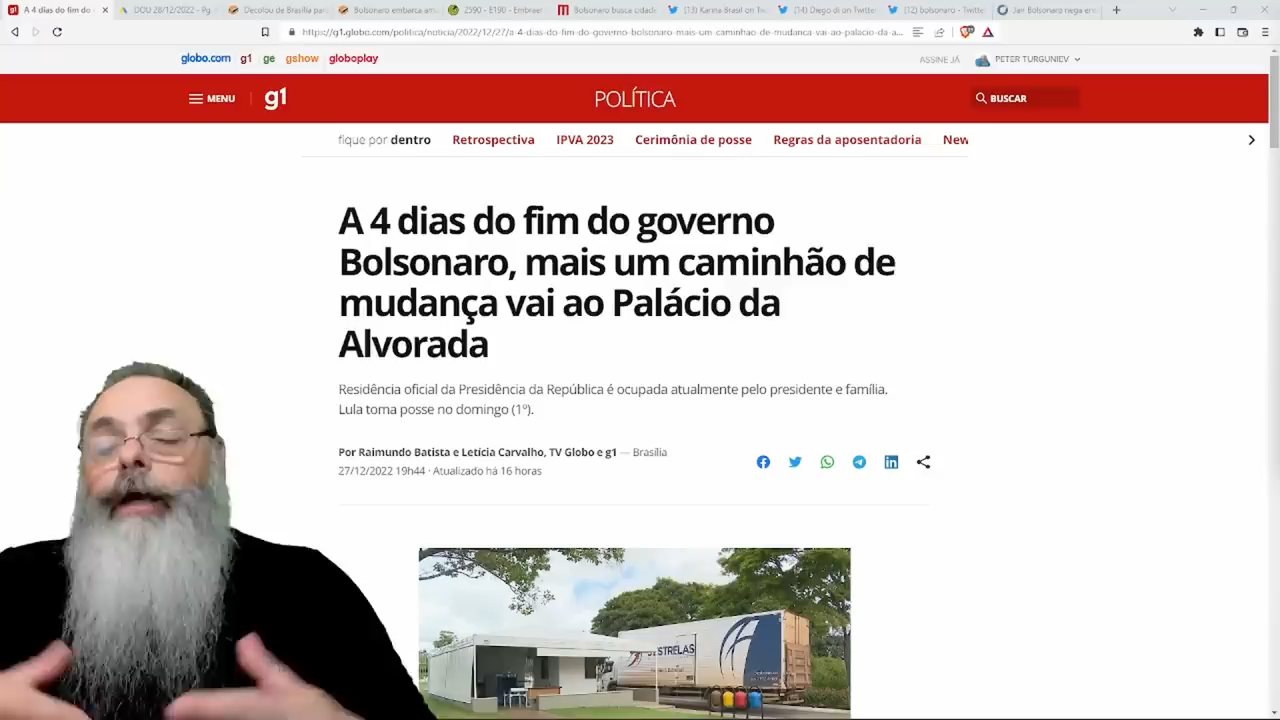 A 4 dias do fim do
DOU 28/12/2022 - 9g
Decolou de Brasília par
Bolsonaro embarca am
2590 - E190 - Embraer
Bolsonaro busca cidade
(13) Karina Brasil on Tw
(14) Diego di on Twitter
(12) bolsonaro - Twitter
Jair Bolsonaro nega em
https://g1.globo.com/politica/noticia/2022/12/27/a-4-dias-do-fim-do-governo-bolsonaro-mais-um-caminhao-de-mudanca-vai-ao-palacio-da-a...
globo.com g1 ge gshow globoplay
ASSINE JÁ PETER TURGUNIEV
MENU g1 POLÍTICA BUSCAR
fique por dentro Retrospectiva IPVA 2023 Cerimônia de posse Regras da aposentadoria New
A 4 dias do fim do governo
Bolsonaro, mais um caminhão de
mudança vai ao Palácio da
Alvorada
Residência oficial da Presidência da República é ocupada atualmente pelo presidente e família.
Lula toma posse no domingo (1º).
Por Raimundo Batista e Letícia Carvalho, TV Globo e g1 — Brasília
27/12/2022 19h44 · Atualizado há 16 horas
STRELAS